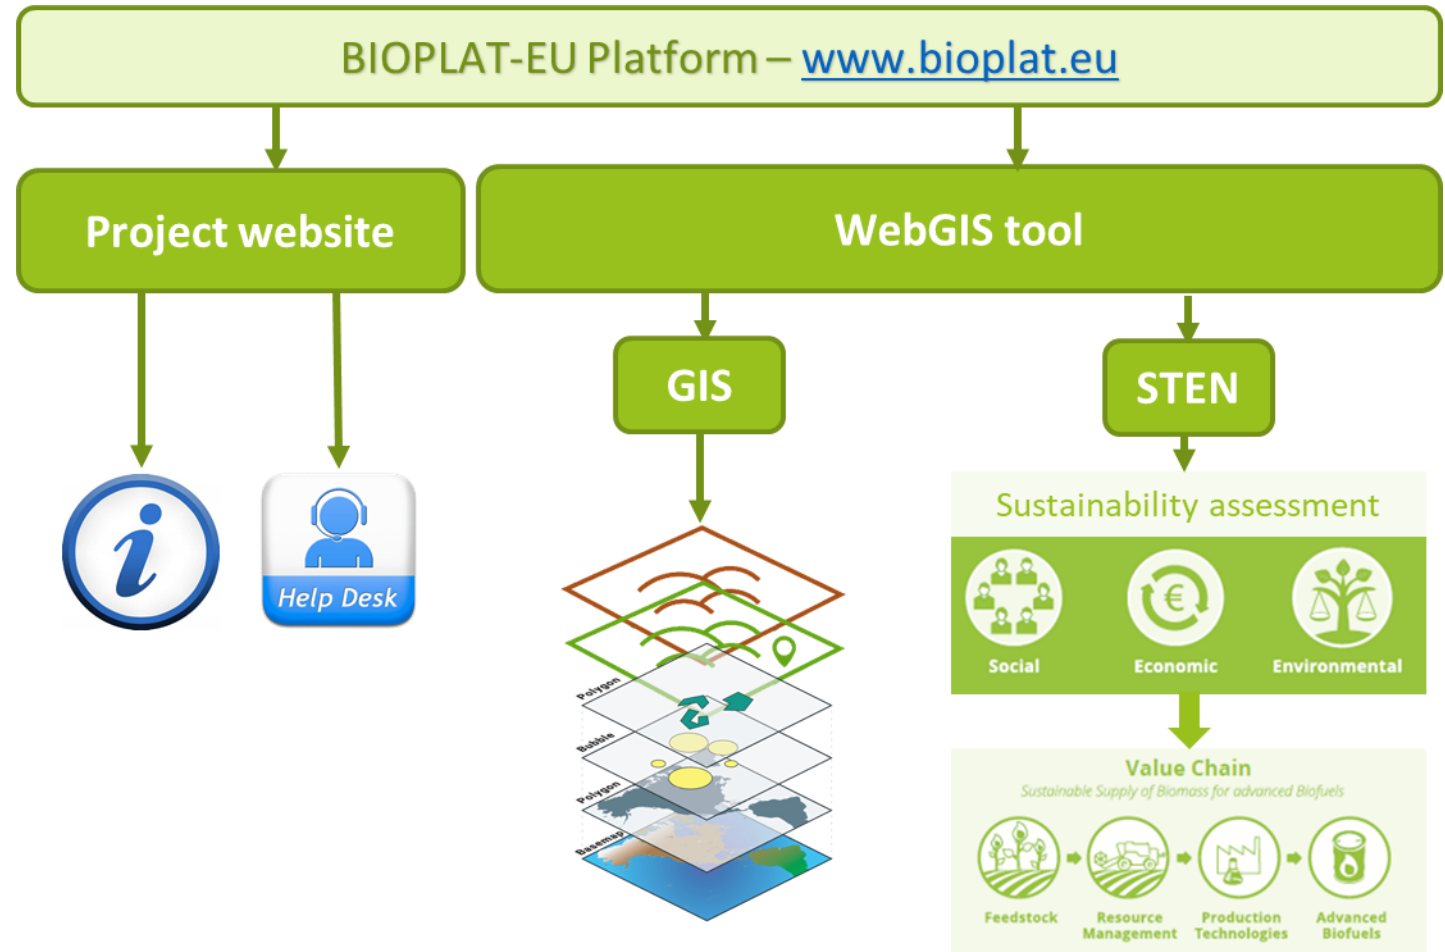 BIOPLAT-EU Platform – www.bioplat.eu
Project website
WebGIS tool
GIS
STEN
i
Help Desk
Polygon
Bubble
Polygon
Basemap
Sustainability assessment
€
Social
Economic
Environmental
Value Chain
Sustainable Supply of Biomass for advanced Biofuels
Feedstock
Resource
Management
Production
Technologies
Advanced
Biofuels